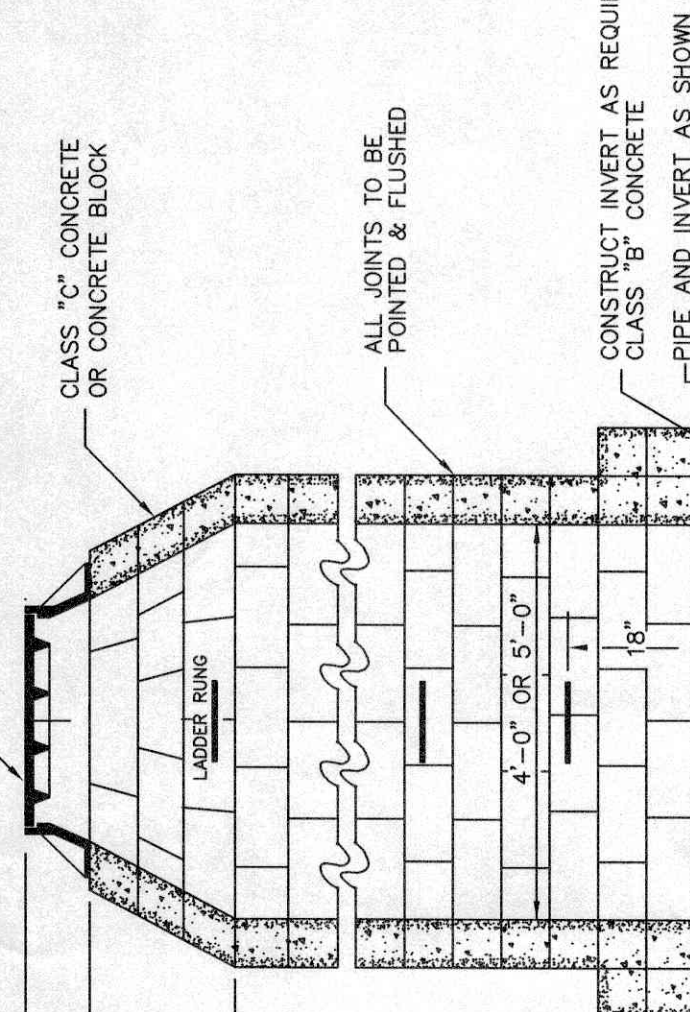 CLASS "C" CONCRETE
OR CONCRETE BLOCK
LADDER RUNG
ALL JOINTS TO BE
POINTED & FLUSHED
4'-0" OR 5'-0"
18"
CONSTRUCT INVERT AS REQUI
CLASS "B" CONCRETE
PIPE AND INVERT AS SHOWN